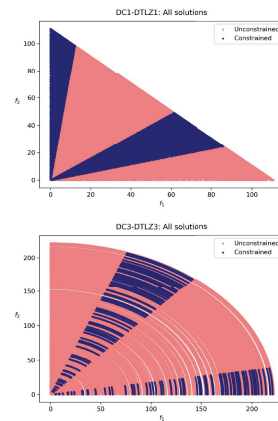 DC1-DTLZ1: All solutions
Unconstrained
Constrained
100
80
60
f₂
40
20
0
0 20 40 60 80 100
f₁
DC3-DTLZ3: All solutions
Unconstrained
Constrained
200
150
f₂
100
50
0
0 50 100 150 200
f₁